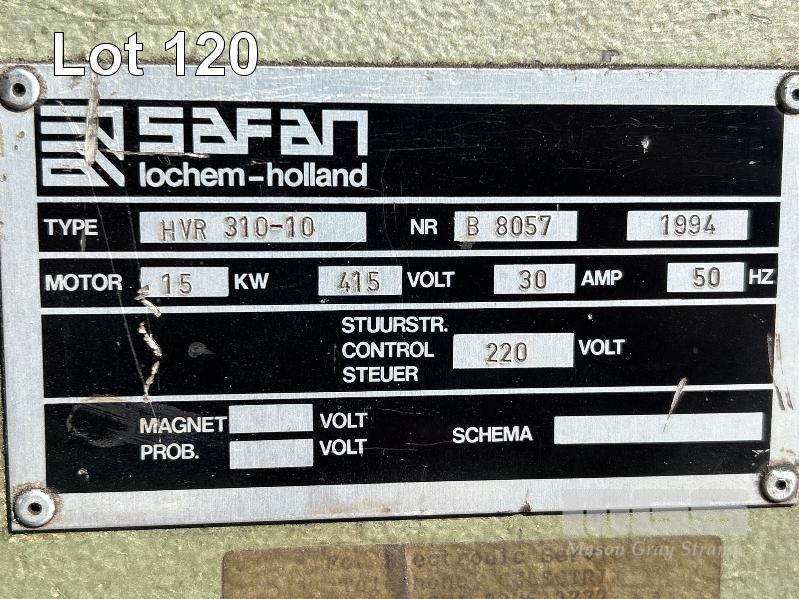 Lot 120
SAFAN
lochem-holland
TYPE HVR 310-10 NR B 8057 1994
MOTOR 15 KW 415 VOLT 30 AMP 50 HZ
STUURSTR.
CONTROL 220 VOLT
STEUER
MAGNET VOLT
PROB. VOLT
SCHEMA
MGS
Mason Gray Strange